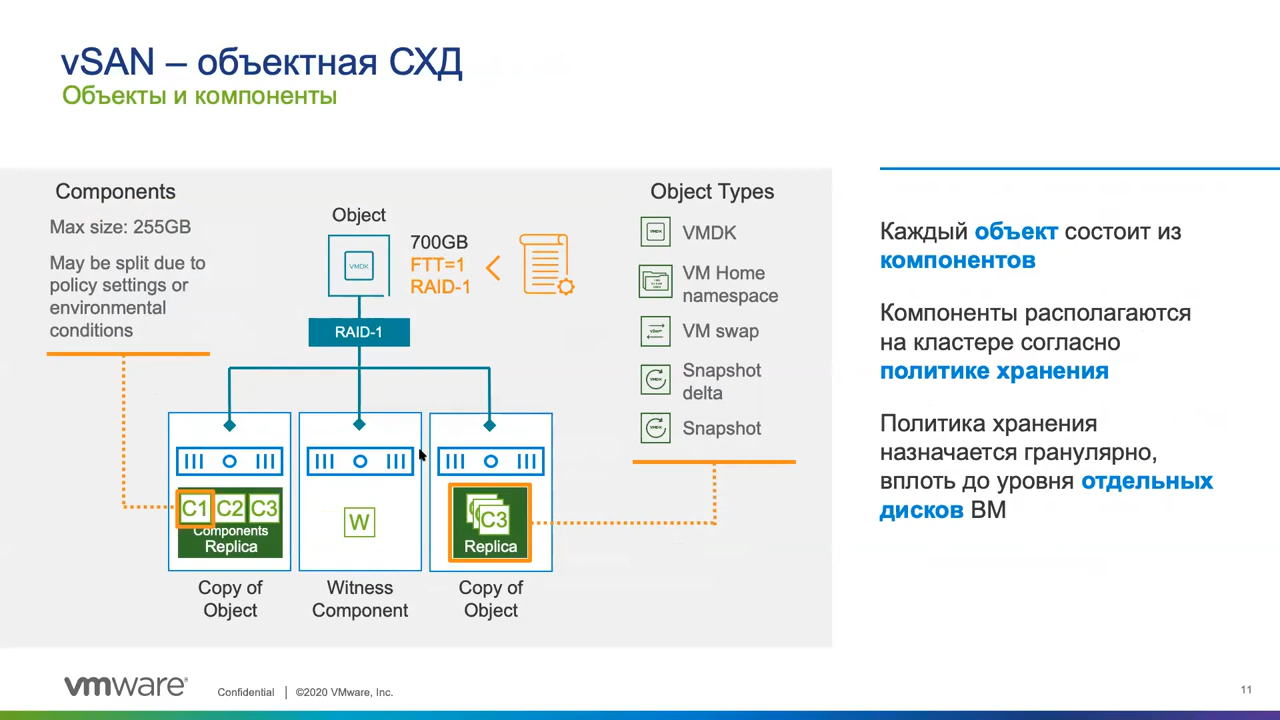 vSAN – объектная СХД
Объекты и компоненты
Components
Max size: 255GB
May be split due to
policy settings or
environmental
conditions
Object
VMDK
700GB
FTT=1
RAID-1
RAID-1
C1 C2 C3
Components
Replica
Copy of
Object
W
Witness
Component
C3
Replica
Copy of
Object
Object Types
VMDK
VMDK
VM Home
namespace
VM swap
Snapshot
delta
VMDK
Snapshot
VMDK
Каждый объект состоит из
компонентов
Компоненты располагаются
на кластере согласно
политике хранения
Политика хранения
назначается гранулярно,
вплоть до уровня отдельных
дисков ВМ
vmware®
Confidential | ©2020 VMware, Inc.
11